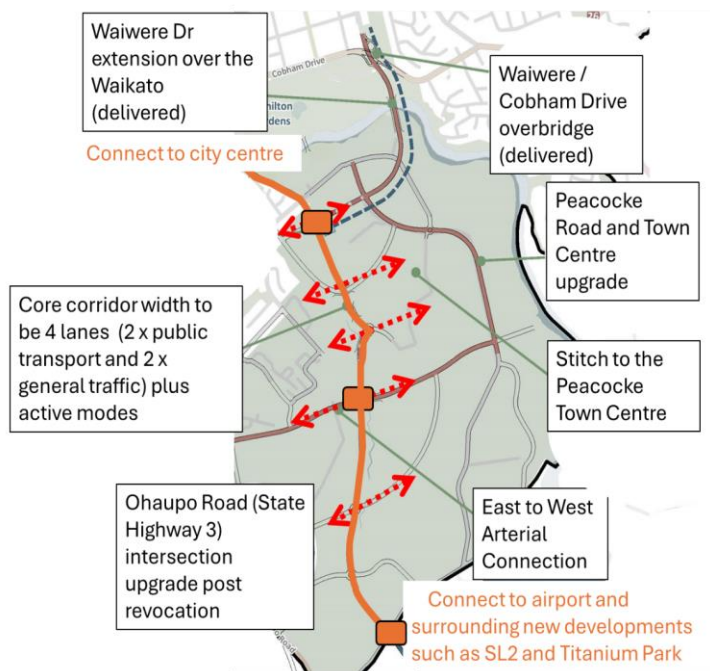 Waiwere Dr
extension over the
Waikato
(delivered)
Cobham Drive
Waiwere /
Cobham Drive
overbridge
(delivered)
Connect to city centre
Peacocke
Road and Town
Centre
upgrade
Core corridor width to
be 4 lanes (2 x public
transport and 2 x
general traffic) plus
active modes
Stitch to the
Peacocke
Town Centre
Ohaupo Road (State
Highway 3)
intersection
upgrade post
revocation
East to West
Arterial
Connection
Connect to airport and
surrounding new developments
such as SL2 and Titanium Park